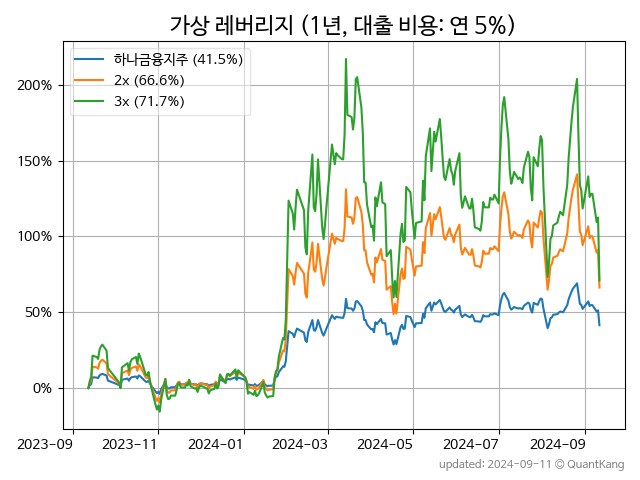 가상 레버리지 (1년, 대출 비용: 연 5%)
하나금융지주 (41.5%)
2x (66.6%)
3x (71.7%)
200%
150%
100%
50%
0%
2023-09 2023-11 2024-01 2024-03 2024-05 2024-07 2024-09
updated: 2024-09-11 © QuantKang